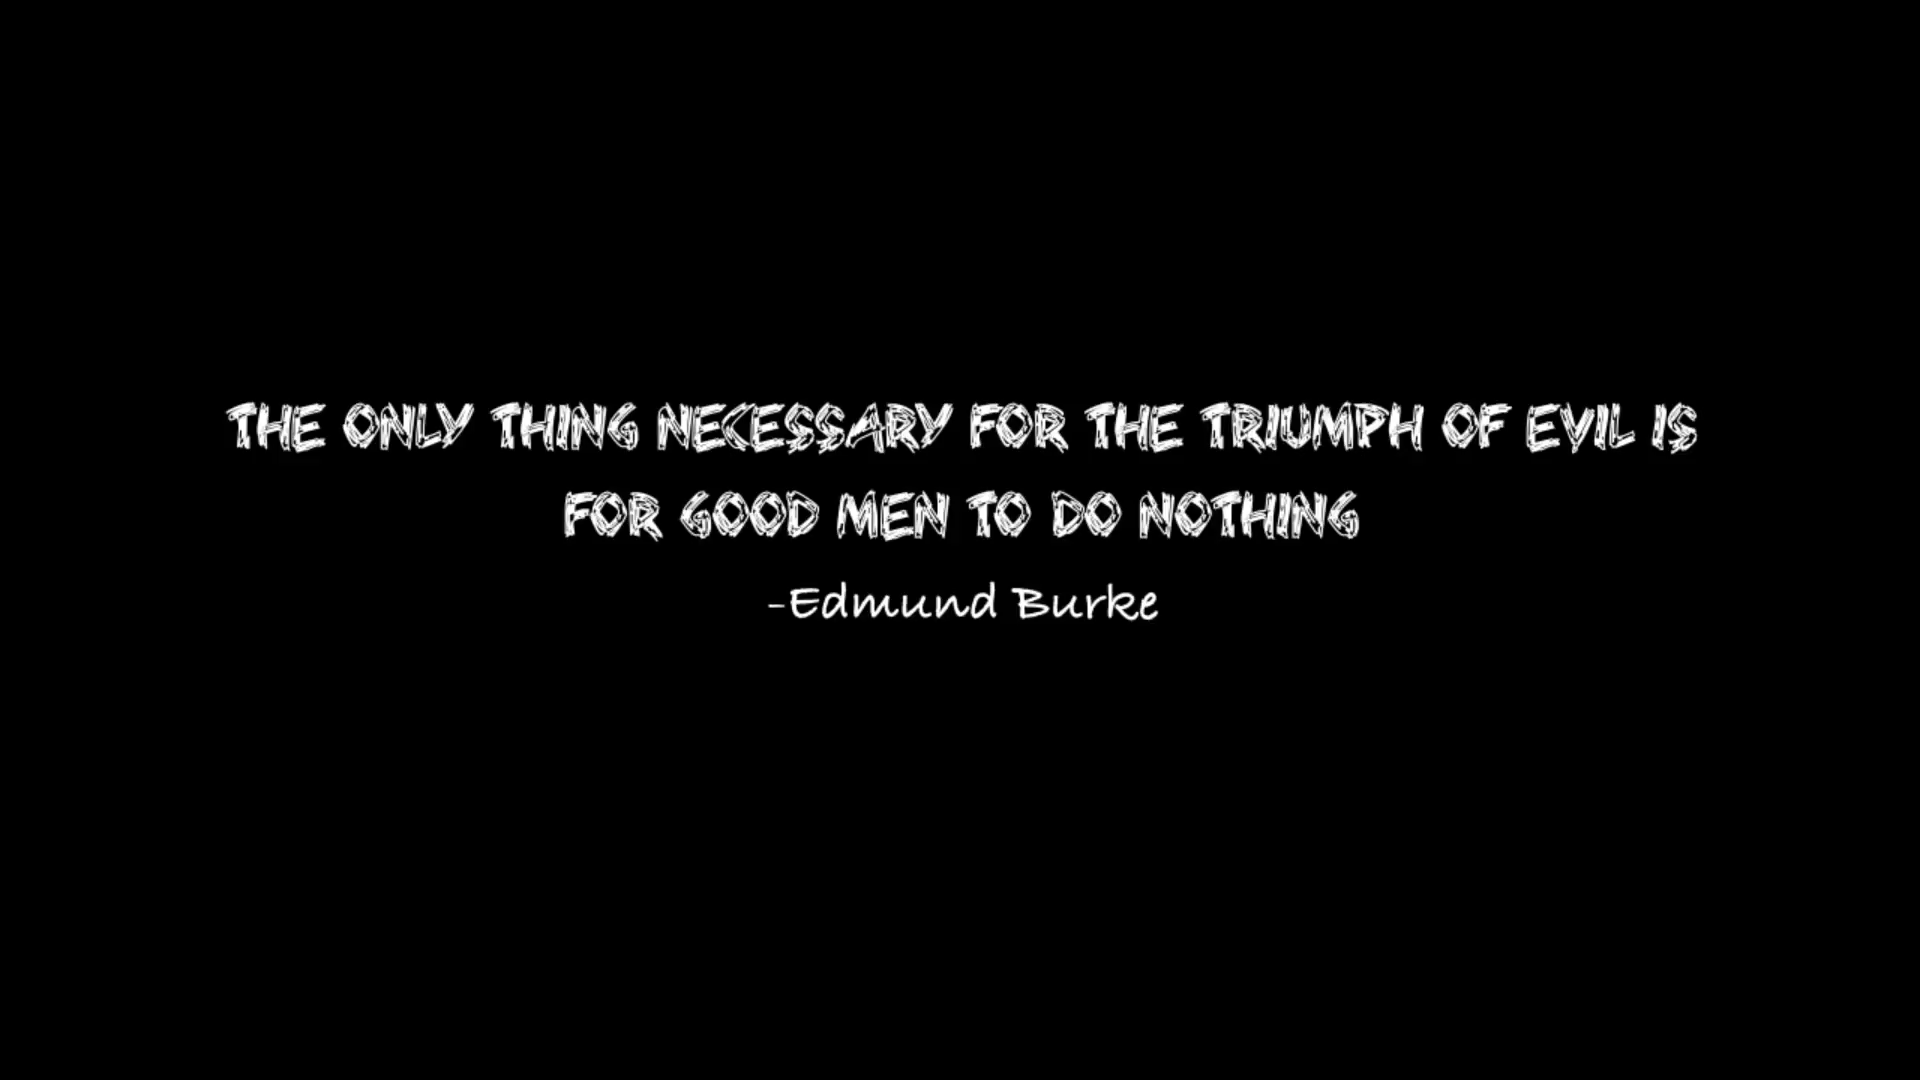 THE ONLY THING NECESSARY FOR THE TRIUMPH OF EVIL IS
FOR GOOD MEN TO DO NOTHING
-Edmund Burke